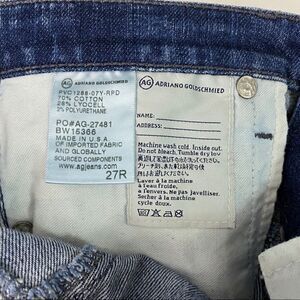 AG ADRIANO GOLDSCHMIED
PVD1288-07Y-RPD
70% COTTON
28% LYOCELL
2% POLYURETHANE
PO#AG-27481
BW15366
MADE IN U.S.A.
OF IMPORTED FABRIC
AND GLOBALLY
SOURCED COMPONENTS
www.agjeans.com
27R
AG ADRIANO GOLDSCHMIED
NAME:
ADDRESS:
Machine wash cold. Inside out.
Do not bleach. Tumble dry low
Laver à la machine
à l'eau froide,
à l'envers. Ne pas javelliser.
Sécher à la machine
cycle doux.